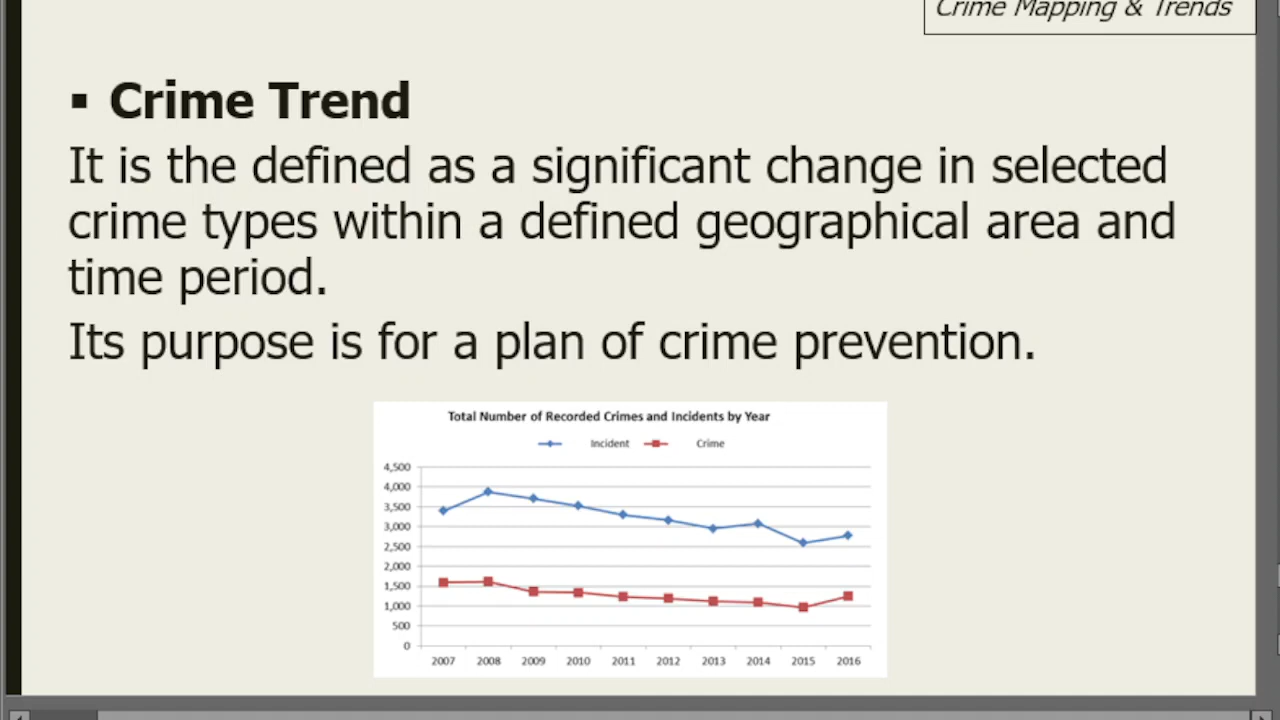 Crime Mapping & Trends
▪ Crime Trend
It is the defined as a significant change in selected
crime types within a defined geographical area and
time period.
Its purpose is for a plan of crime prevention.
Total Number of Recorded Crimes and Incidents by Year
Incident Crime
4,500
4,000
3,500
3,000
2,500
2,000
1,500
1,000
500
0
2007 2008 2009 2010 2011 2012 2013 2014 2015 2016